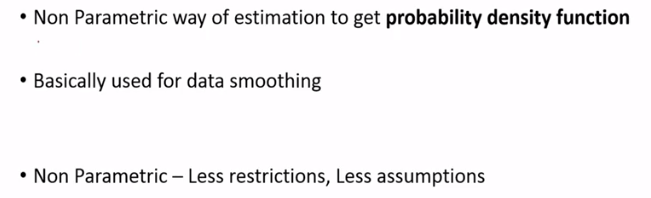 • Non Parametric way of estimation to get probability density function
• Basically used for data smoothing
• Non Parametric – Less restrictions, Less assumptions